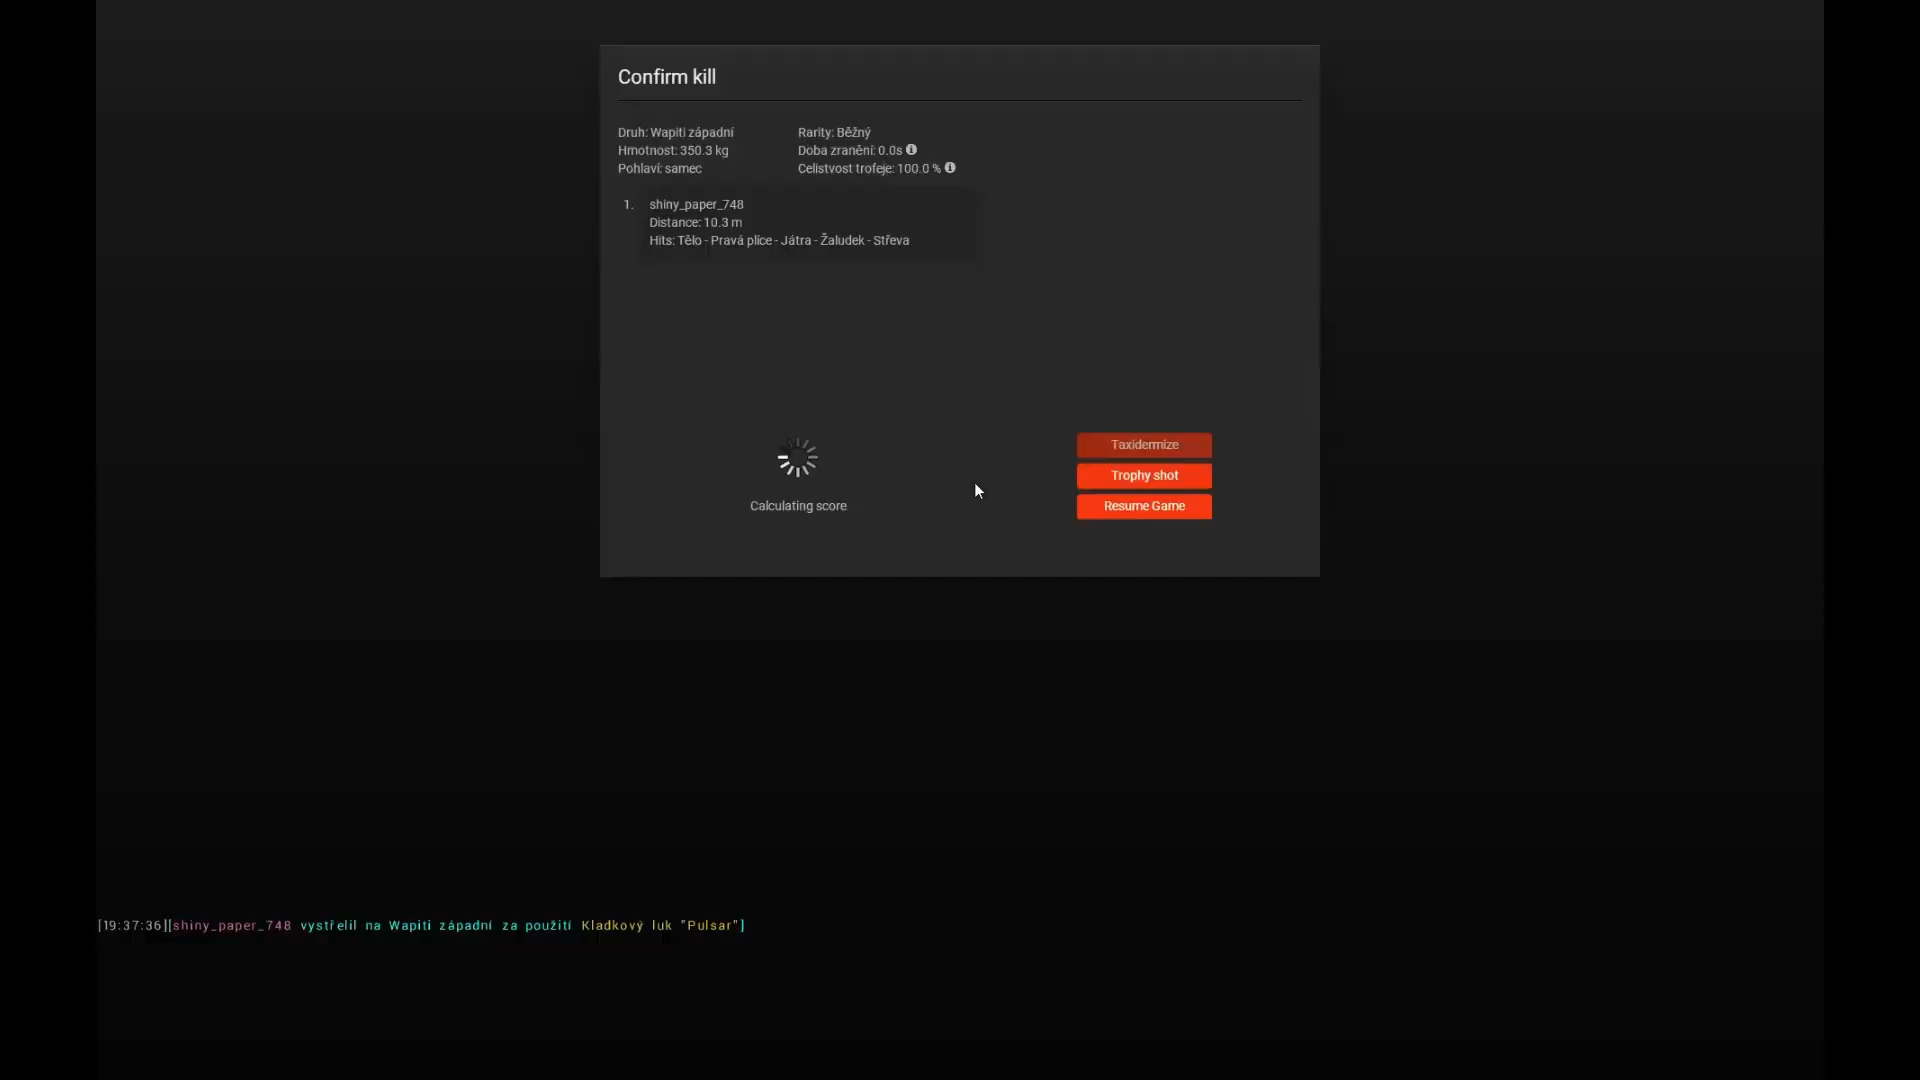 Confirm kill
Druh: Wapiti západní
Hmotnost: 350.3 kg
Pohlaví: samec
Rarity: Běžný
Doba zranění: 0.0s
Celistvost trofeje: 100.0 %
1. shiny_paper_748
Distance: 10.3 m
Hits: Tělo - Pravá plíce - Játra - Žaludek - Střeva
Calculating score
Taxidermize
Trophy shot
Resume Game
[19:37:36][shiny_paper_748 vystřelil na Wapiti západní za použití Kladkový luk "Pulsar"]